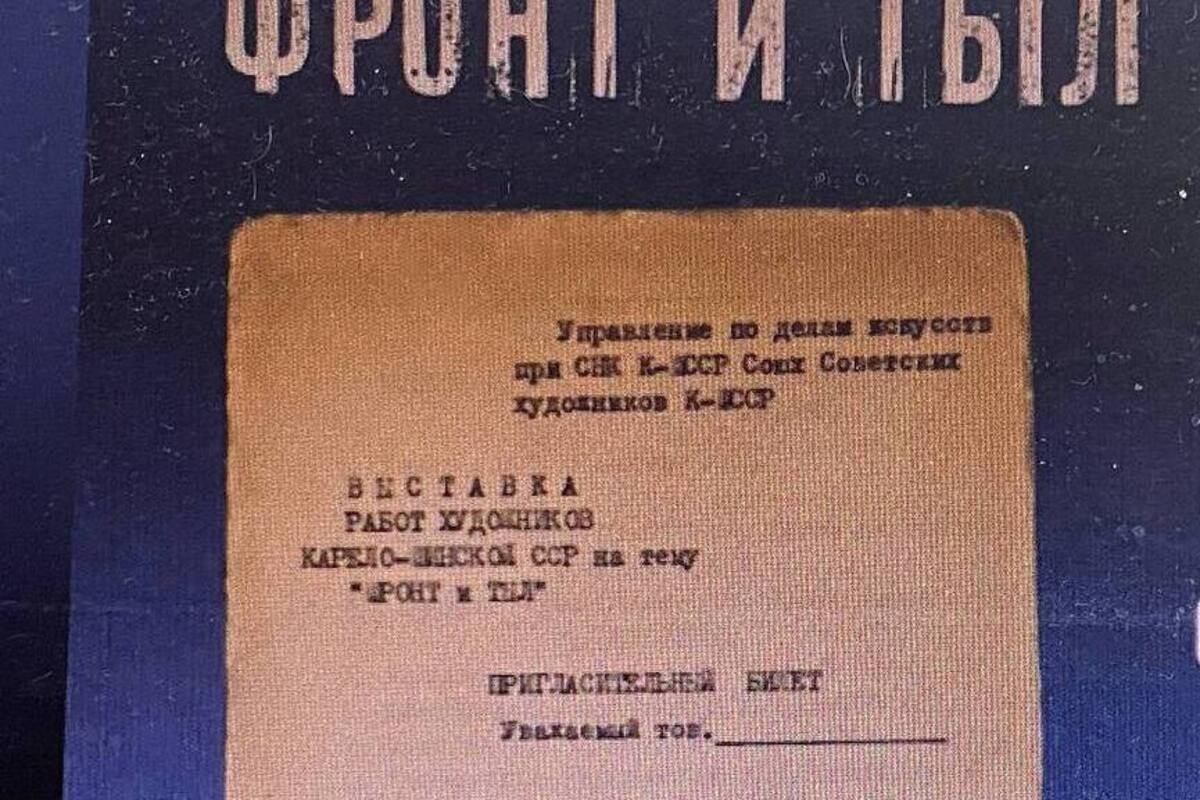 ФРОНТ И ТЫЛ
Управление по делам искусств
при СНК К-ФССР Союз Советских
художников К-ФССР
ВЫСТАВКА
РАБОТ ХУДОЖНИКОВ
КАРЕЛО-ФИНСКОЙ ССР на тему
"ФРОНТ и ТЫЛ"
ПРИГЛАСИТЕЛЬНЫЙ БИЛЕТ
Уважаемый тов.